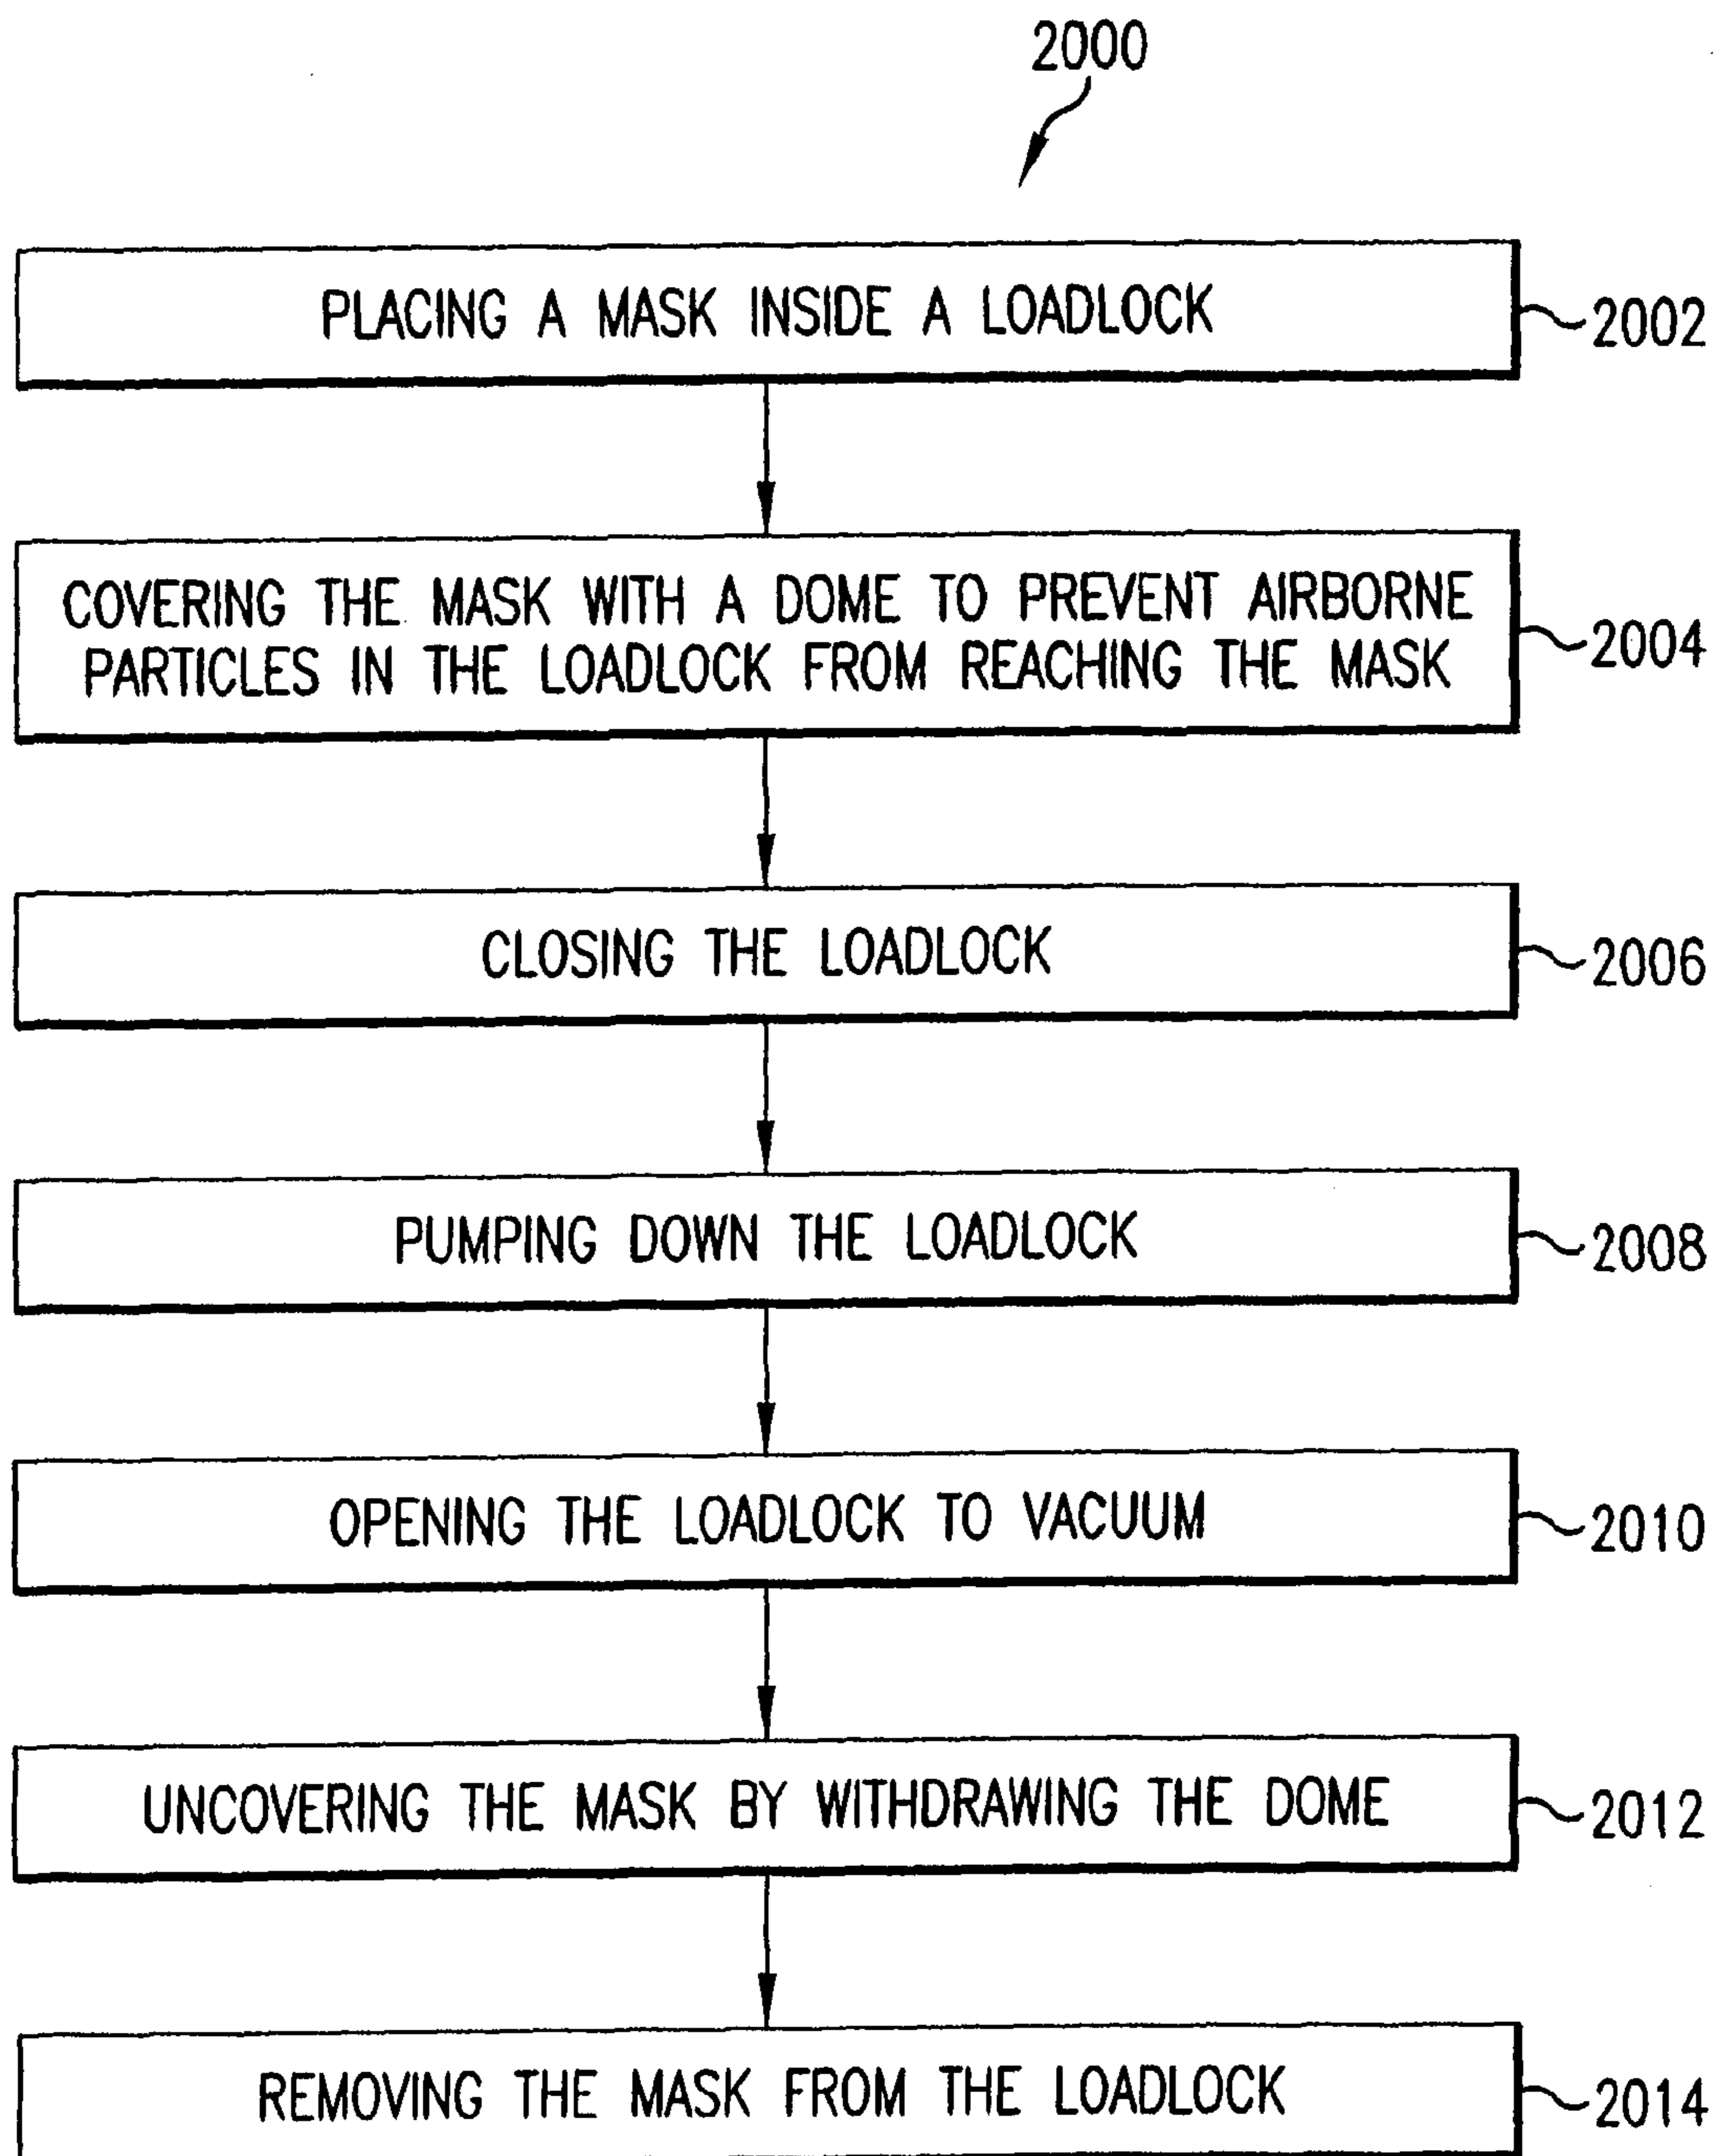 2000
PLACING A MASK INSIDE A LOADLOCK
2002
COVERING THE MASK WITH A DOME TO PREVENT AIRBORNE
PARTICLES IN THE LOADLOCK FROM REACHING THE MASK
2004
CLOSING THE LOADLOCK
2006
PUMPING DOWN THE LOADLOCK
2008
OPENING THE LOADLOCK TO VACUUM
2010
UNCOVERING THE MASK BY WITHDRAWING THE DOME
2012
REMOVING THE MASK FROM THE LOADLOCK
2014